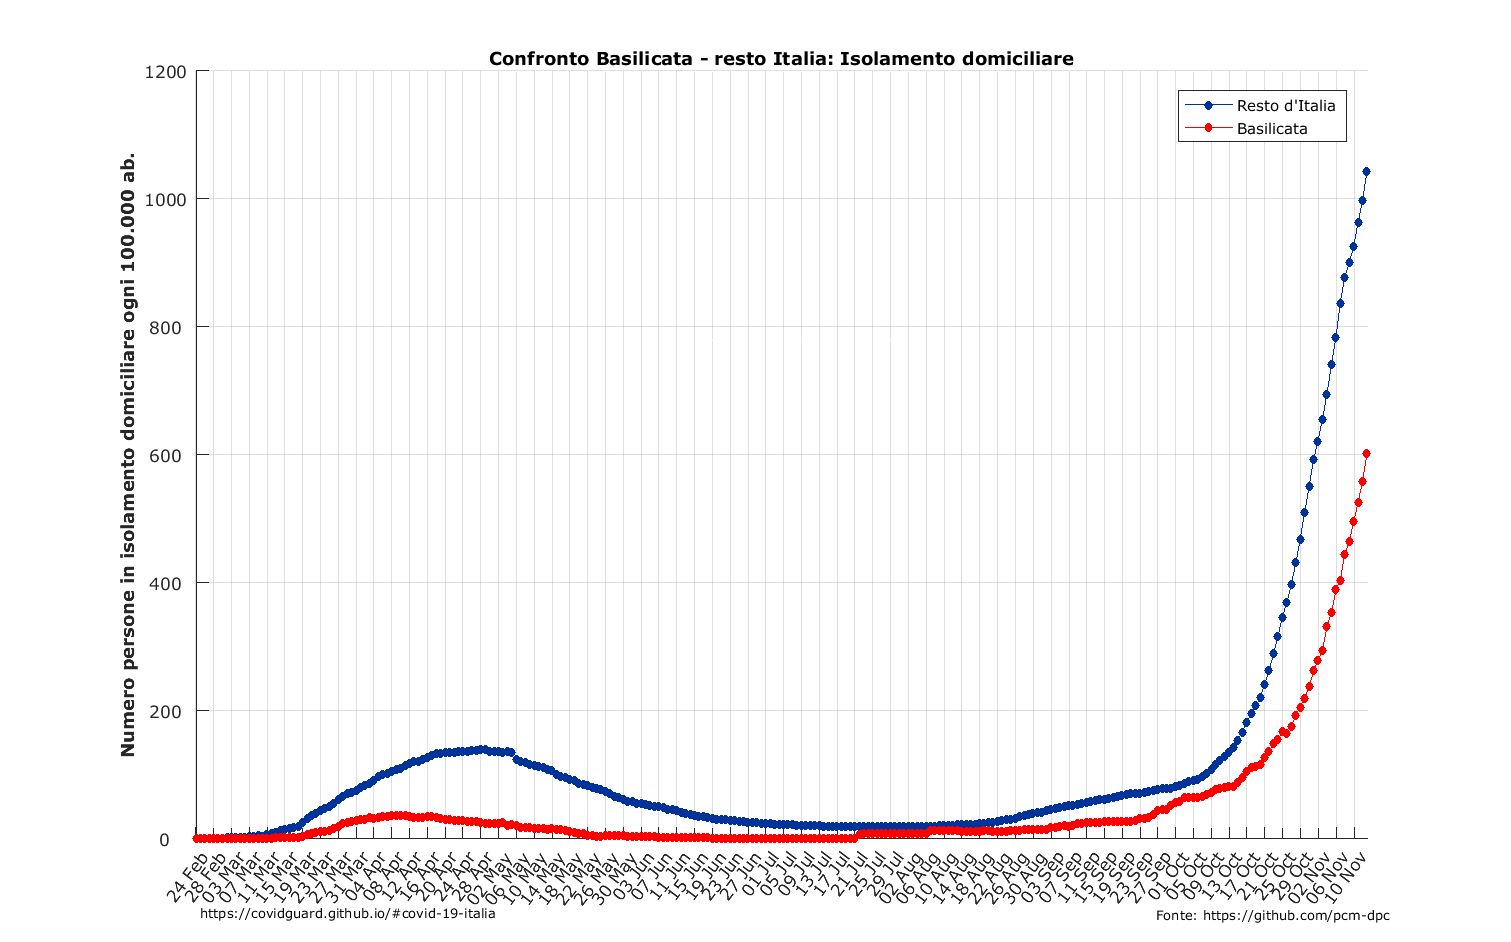 Confronto Basilicata - resto Italia: Isolamento domiciliare
Numero persone in isolamento domiciliare ogni 100.000 ab.
1200
1000
800
600
400
200
0
Resto d'Italia
Basilicata
24 Feb
28 Feb
03 Mar
07 Mar
11 Mar
15 Mar
19 Mar
23 Mar
27 Mar
31 Mar
04 Apr
08 Apr
12 Apr
16 Apr
20 Apr
24 Apr
28 Apr
02 May
06 May
10 May
14 May
18 May
22 May
26 May
30 May
03 Jun
07 Jun
11 Jun
15 Jun
19 Jun
23 Jun
27 Jun
01 Jul
05 Jul
09 Jul
13 Jul
17 Jul
21 Jul
25 Jul
29 Jul
02 Aug
06 Aug
10 Aug
14 Aug
18 Aug
22 Aug
26 Aug
30 Aug
03 Sep
07 Sep
11 Sep
15 Sep
19 Sep
23 Sep
27 Sep
01 Oct
05 Oct
09 Oct
13 Oct
17 Oct
21 Oct
25 Oct
29 Oct
02 Nov
06 Nov
10 Nov
https://covidguard.github.io/#covid-19-italia
Fonte: https://github.com/pcm-dpc